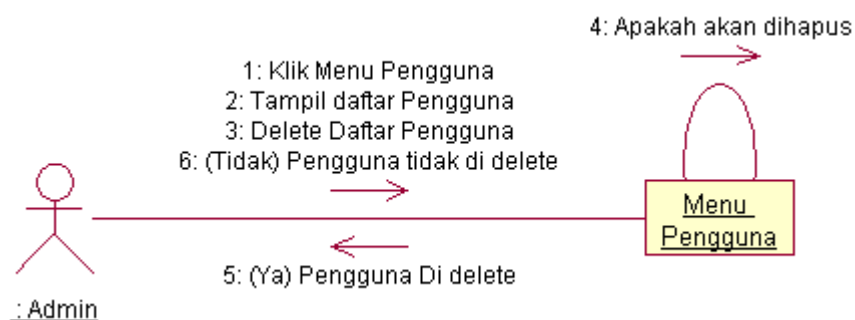 4: Apakah akan dihapus
1: Klik Menu Pengguna
2: Tampil daftar Pengguna
3: Delete Daftar Pengguna
6: (Tidak) Pengguna tidak di delete
Menu
Pengguna
5: (Ya) Pengguna Di delete
: Admin